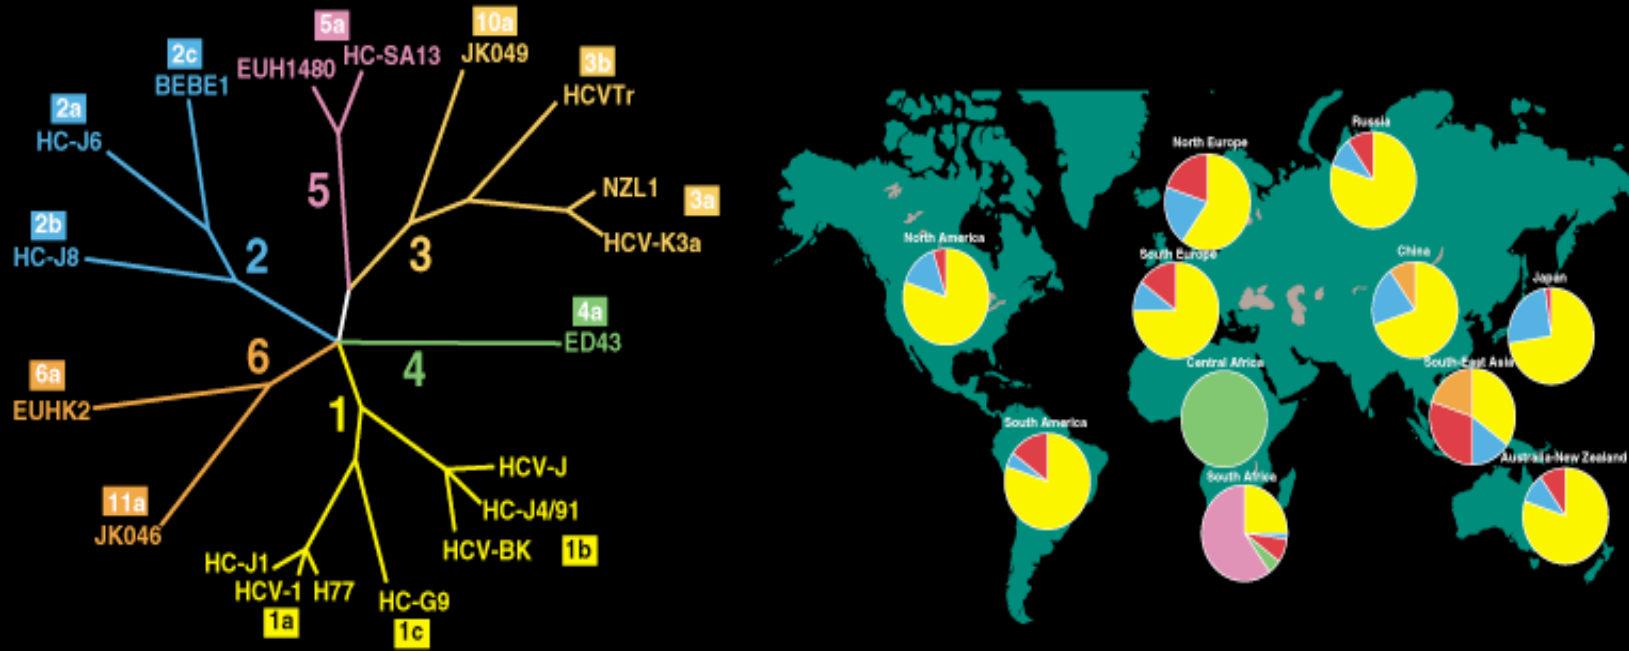 5a
10a
2c
EUH1480
HC-SA13
JK049
3b
BEBE1
HCVTr
2a
HC-J6
5
NZL1
3a
2b
HC-J8
2
3
HCV-K3a
4a
ED43
6
4
6a
EUHK2
1
HCV-J
11a
HC-J4/91
JK046
HCV-BK
1b
HC-J1
HCV-1
H77
HC-G9
1a
1c
Russia
North Europe
North America
South Europe
China
Japan
Central Africa
South-East Asia
South America
Australia-New Zealand
South Africa